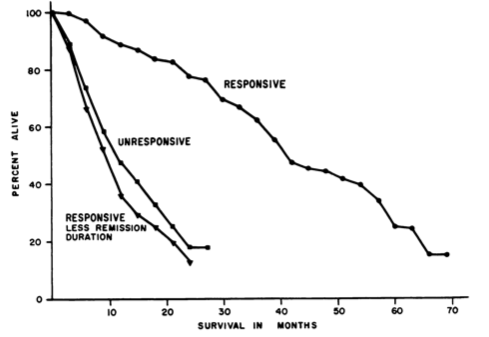 100
80
60
40
20
0
PERCENT ALIVE
RESPONSIVE
UNRESPONSIVE
RESPONSIVE
LESS REMISSION
DURATION
10 20 30 40 50 60 70
SURVIVAL IN MONTHS